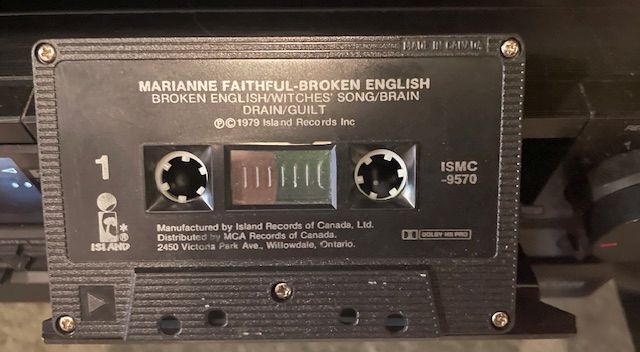 MADE IN CANADA
MARIANNE FAITHFUL-BROKEN ENGLISH
BROKEN ENGLISH/WITCHES' SONG/BRAIN
DRAIN/GUILT
℗©1979 Island Records Inc
1
ISMC
-9570
ISLAND®
Manufactured by Island Records of Canada, Ltd.
Distributed by MCA Records of Canada.
2450 Victoria Park Ave., Willowdale, Ontario.
DOLBY HX PRO